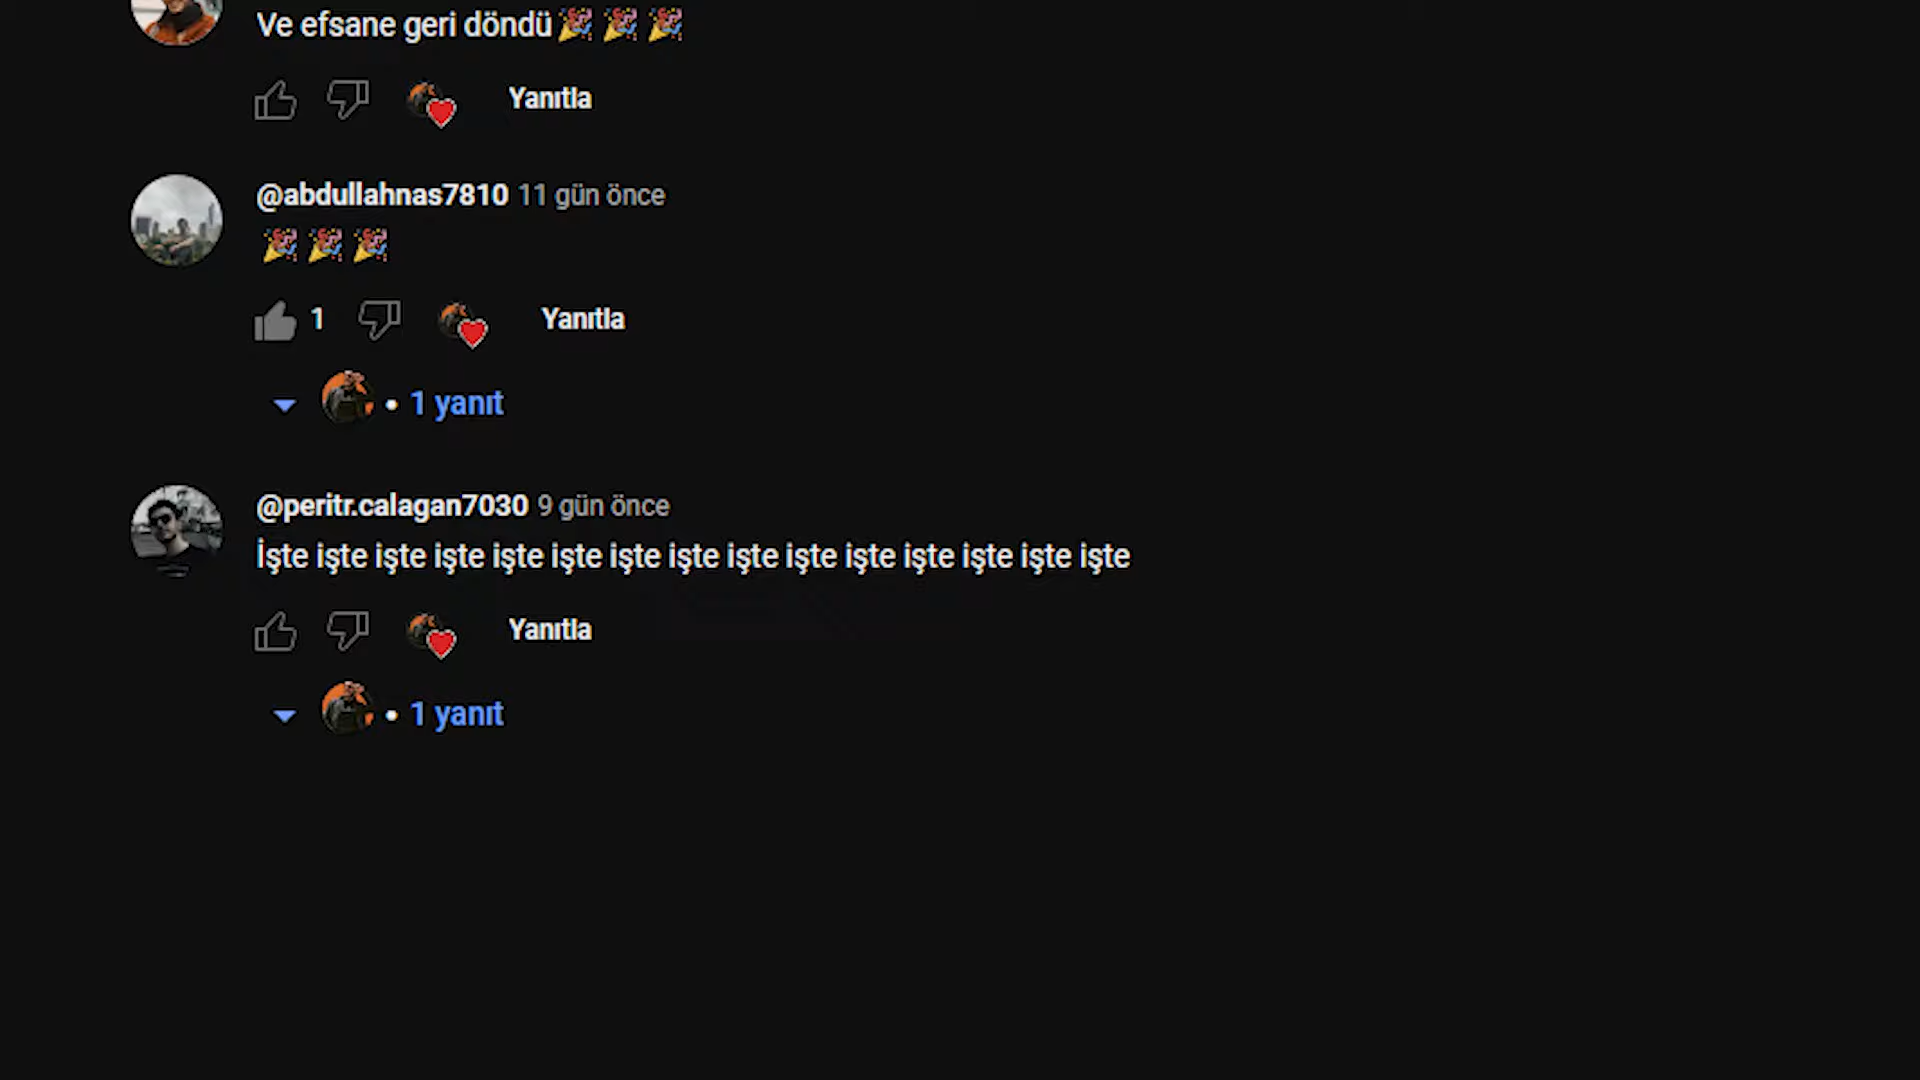 Ve efsane geri döndü🎉 🎉 🎉
Yanıtla
@abdullahnas7810 11 gün önce
🎉 🎉 🎉
1 Yanıtla
• 1 yanıt
@peritr.calagan7030 9 gün önce
İşte işte işte işte işte işte işte işte işte işte işte işte işte işte işte
Yanıtla
• 1 yanıt